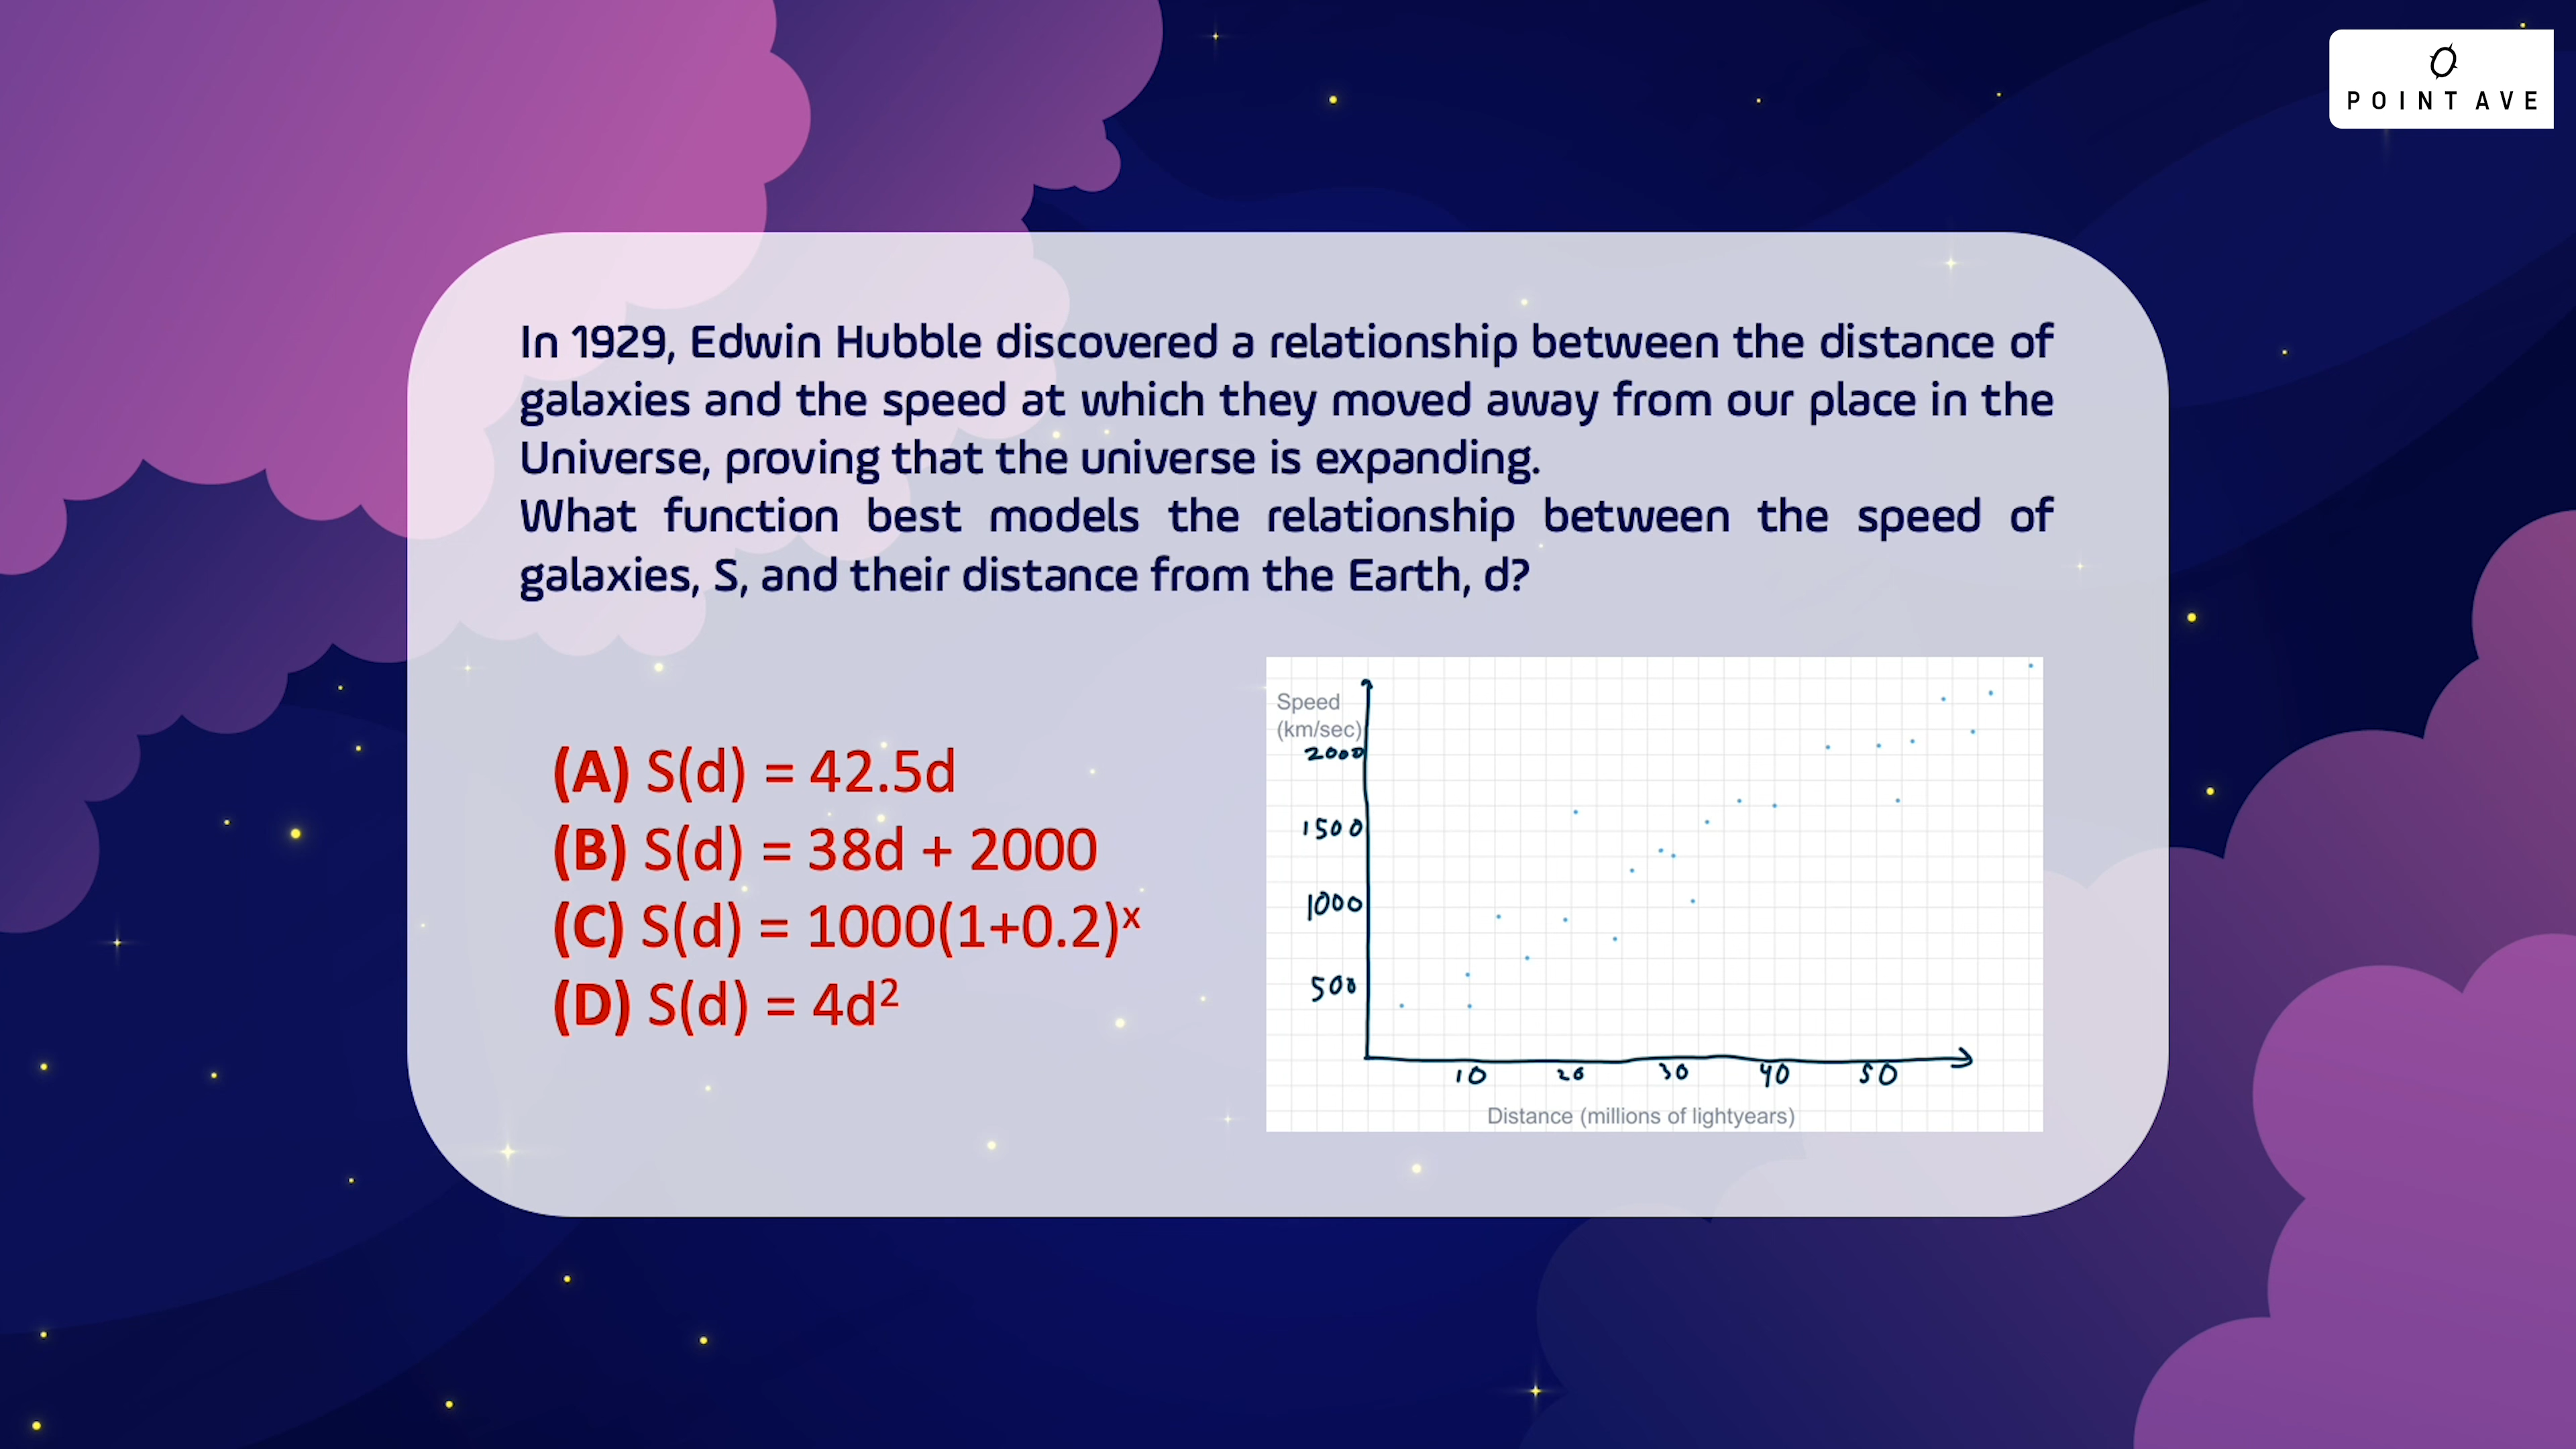 POINT AVE
In 1929, Edwin Hubble discovered a relationship between the distance of
galaxies and the speed at which they moved away from our place in the
Universe, proving that the universe is expanding.
What function best models the relationship between the speed of
galaxies, S, and their distance from the Earth, d?
(A) S(d) = 42.5d
(B) S(d) = 38d + 2000
(C) S(d) = 1000(1+0.2)ˣ
(D) S(d) = 4d²
Speed
(km/sec)
2000
1500
1000
500
10 20 30 40 50
Distance (millions of lightyears)